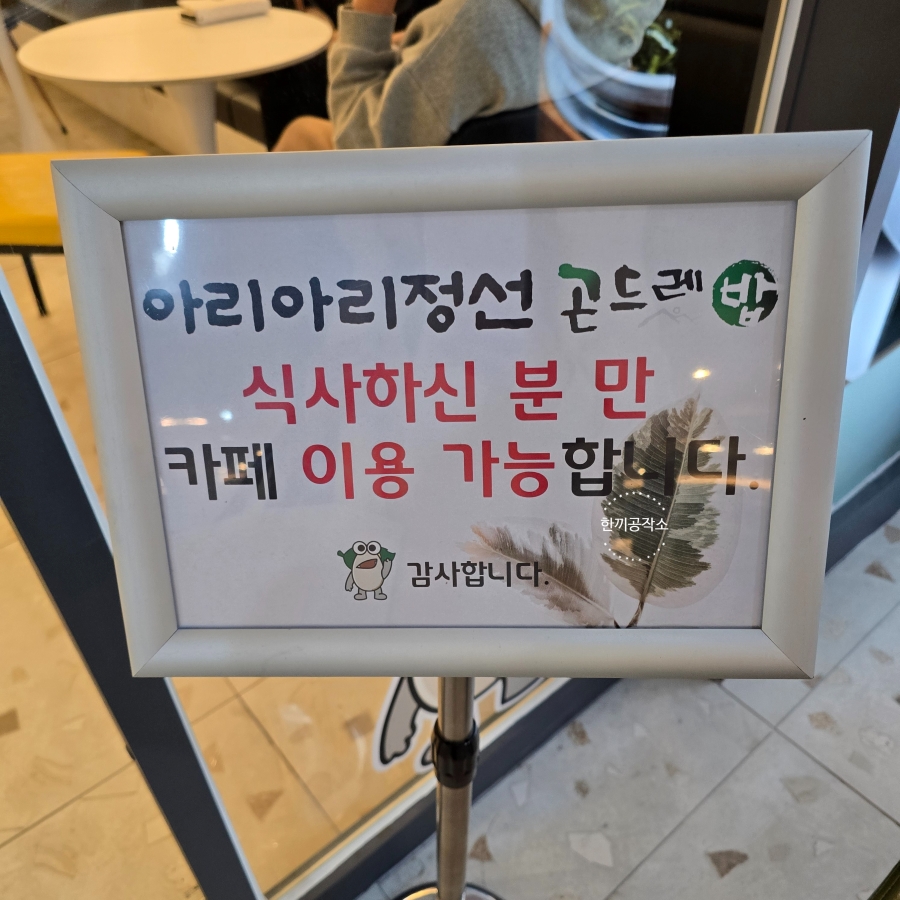 아리아리정선 곤드레 밥
식사하신 분 만
카페 이용 가능합니다.
한끼공작소
감사합니다.